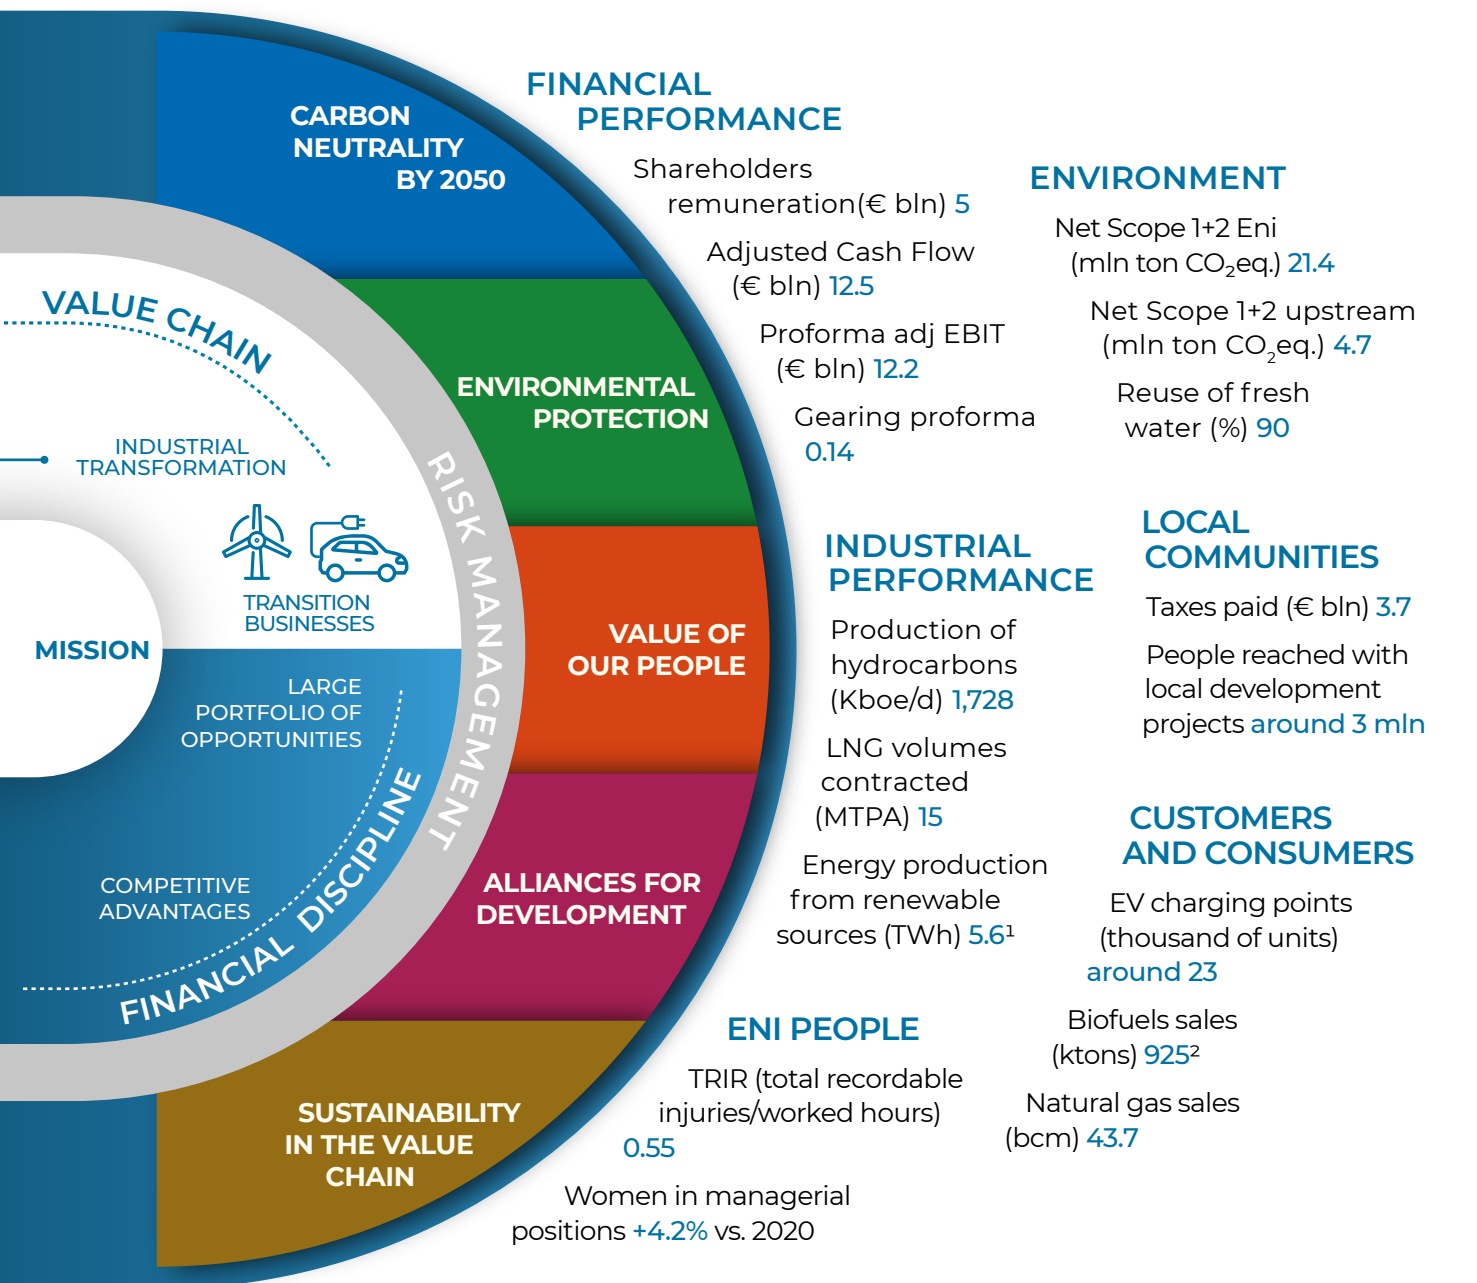 CARBON
NEUTRALITY
BY 2050
ENVIRONMENTAL
PROTECTION
VALUE OF
OUR PEOPLE
ALLIANCES FOR
DEVELOPMENT
SUSTAINABILITY
IN THE VALUE
CHAIN
RISK MANAGEMENT
VALUE CHAIN
INDUSTRIAL
TRANSFORMATION
TRANSITION
BUSINESSES
MISSION
LARGE
PORTFOLIO OF
OPPORTUNITIES
COMPETITIVE
ADVANTAGES
FINANCIAL DISCIPLINE
FINANCIAL
PERFORMANCE
Shareholders
remuneration(€ bln) 5
Adjusted Cash Flow
(€ bln) 12.5
Proforma adj EBIT
(€ bln) 12.2
Gearing proforma
0.14
ENVIRONMENT
Net Scope 1+2 Eni
(mln ton CO₂eq.) 21.4
Net Scope 1+2 upstream
(mln ton CO₂eq.) 4.7
Reuse of fresh
water (%) 90
INDUSTRIAL
PERFORMANCE
Production of
hydrocarbons
(Kboe/d) 1,728
LNG volumes
contracted
(MTPA) 15
Energy production
from renewable
sources (TWh) 5.6¹
LOCAL
COMMUNITIES
Taxes paid (€ bln) 3.7
People reached with
local development
projects around 3 mln
CUSTOMERS
AND CONSUMERS
EV charging points
(thousand of units)
around 23
Biofuels sales
(ktons) 925²
Natural gas sales
(bcm) 43.7
ENI PEOPLE
TRIR (total recordable
injuries/worked hours)
0.55
Women in managerial
positions +4.2% vs. 2020